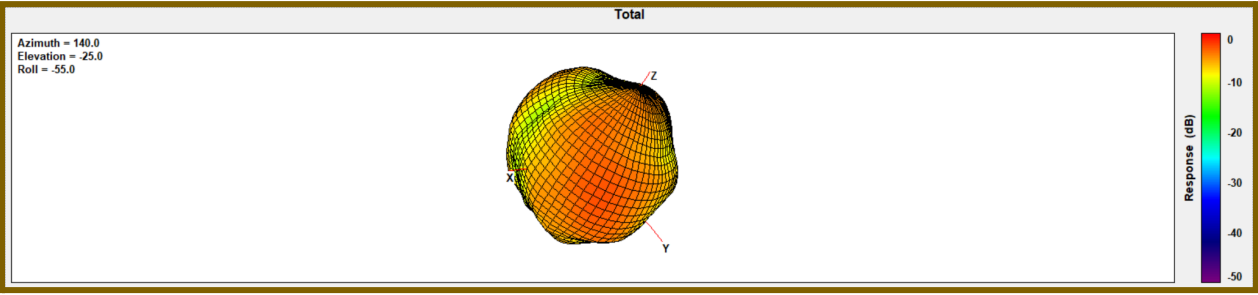 Total
Azimuth = 140.0
Elevation = -25.0
Roll = -55.0
Z
X
Y
0
-10
-20
-30
-40
-50
Response (dB)